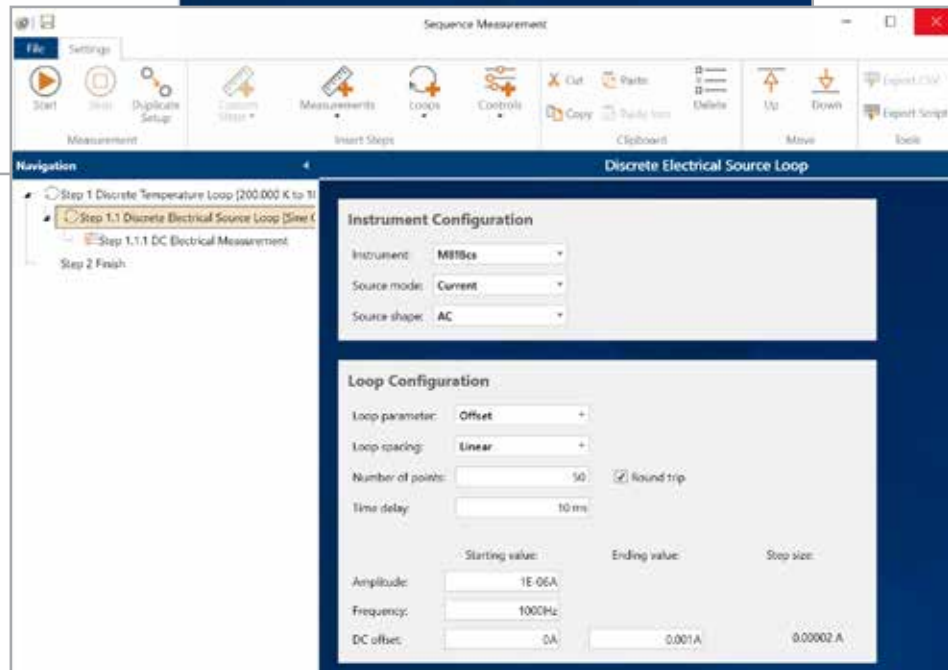 Sequence Measurement
File Settings
Start Duplicate Setup Measurements Loops Controls Cut Copy Paste Delete Up Down Export CSV Export Script
Measurement Insert Steps Clipboard Move Tools
Navigation
Discrete Electrical Source Loop
Step 1 Discrete Temperature Loop [200.000 K to 1
Step 1.1 Discrete Electrical Source Loop [Sine
Step 1.1.1 DC Electrical Measurement
Step 2 Finish
Instrument Configuration
Instrument:
Source mode: Current
Source shape: AC
Loop Configuration
Loop parameter: Offset
Loop spacing: Linear
Number of points: 50 Round trip
Time delay: 10 ms
Starting value: Ending value: Step size:
Amplitude: 1E-06A
Frequency: 1000Hz
DC offset: 0A 0.001A 0.00002 A